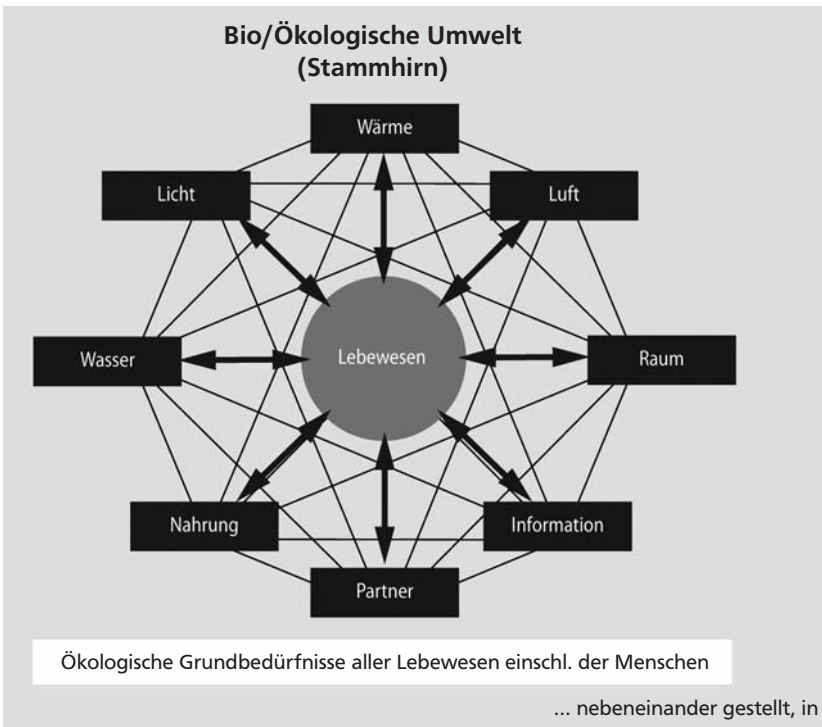 Bio/Ökologische Umwelt
(Stammhirn)
Wärme
Licht
Luft
Wasser
Lebewesen
Raum
Nahrung
Information
Partner
Ökologische Grundbedürfnisse aller Lebewesen einschl. der Menschen
... nebeneinander gestellt, in